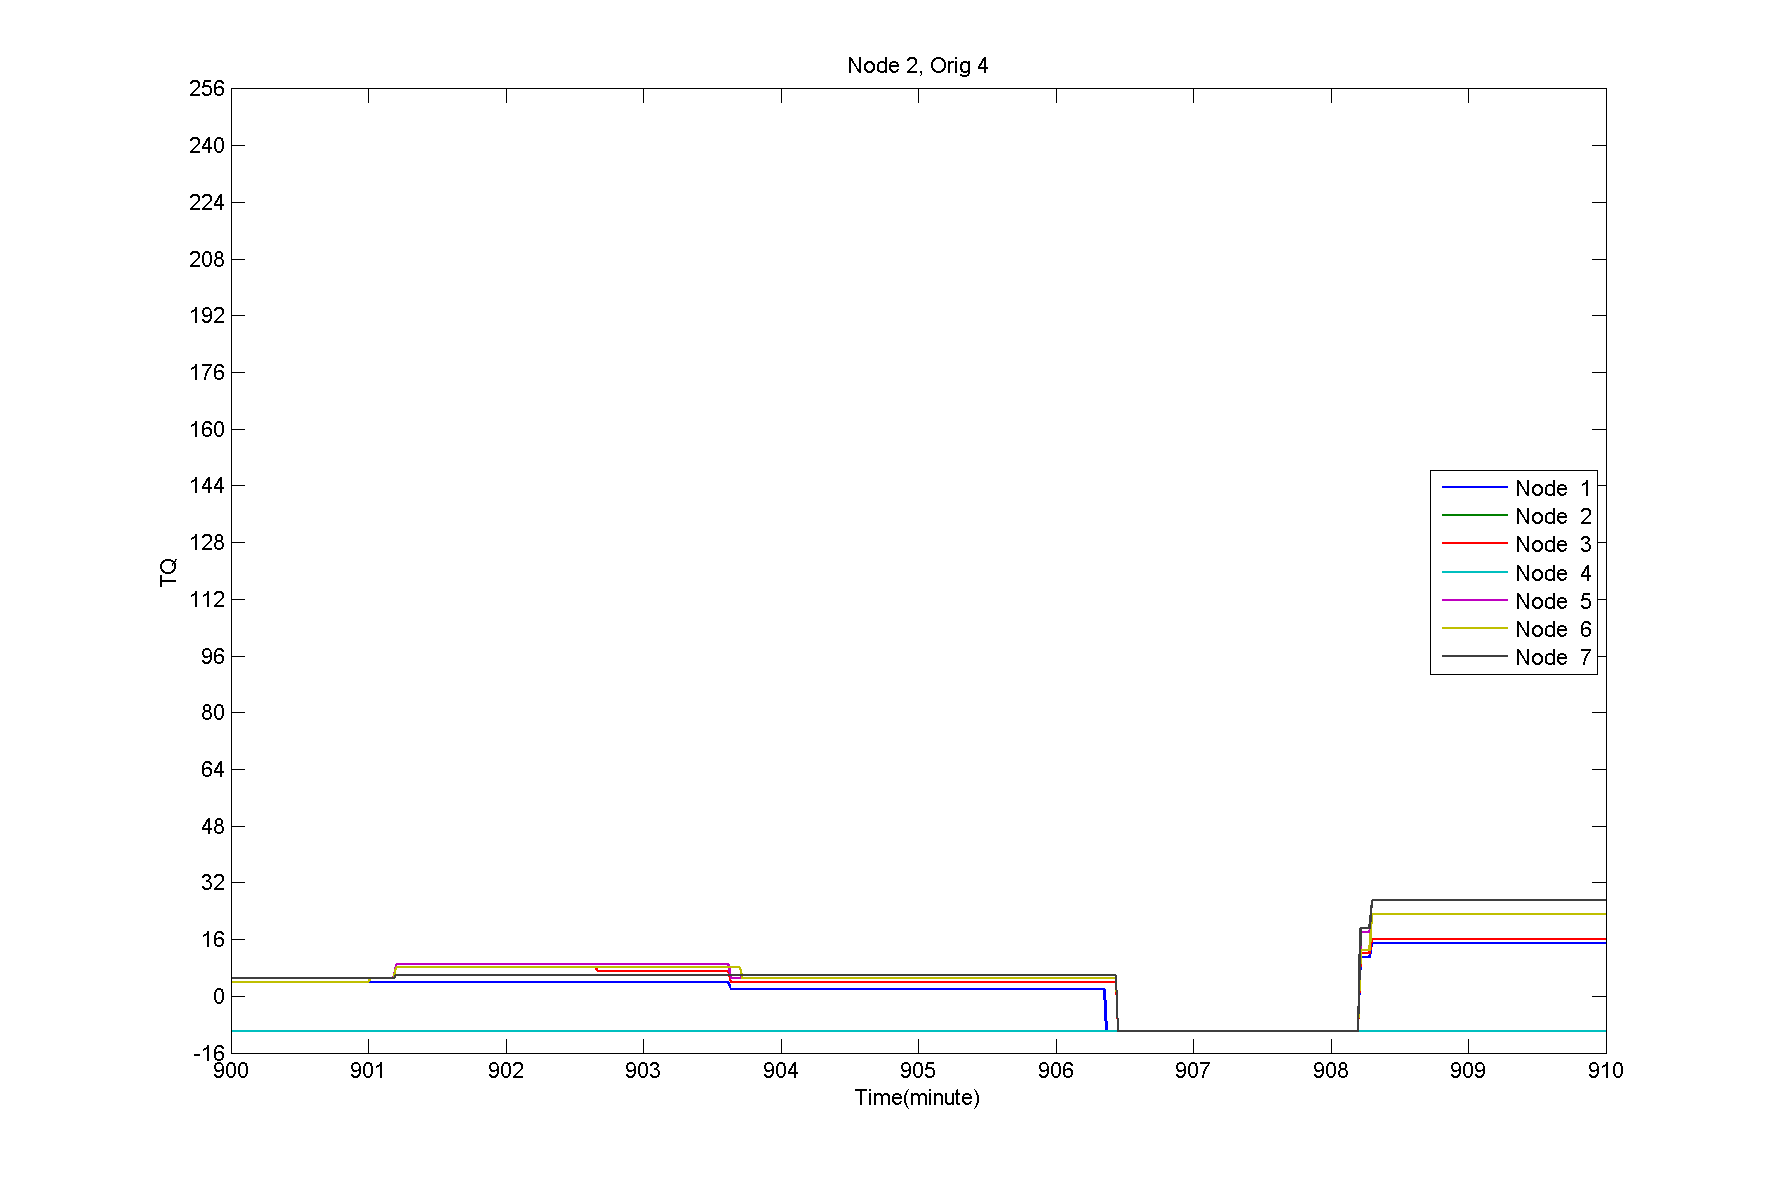 Node 2, Orig 4
256
240
224
208
192
176
160
144
128
112
96
80
64
48
32
16
0
-16
TQ
Node 1
Node 2
Node 3
Node 4
Node 5
Node 6
Node 7
900 901 902 903 904 905 906 907 908 909 910
Time(minute)